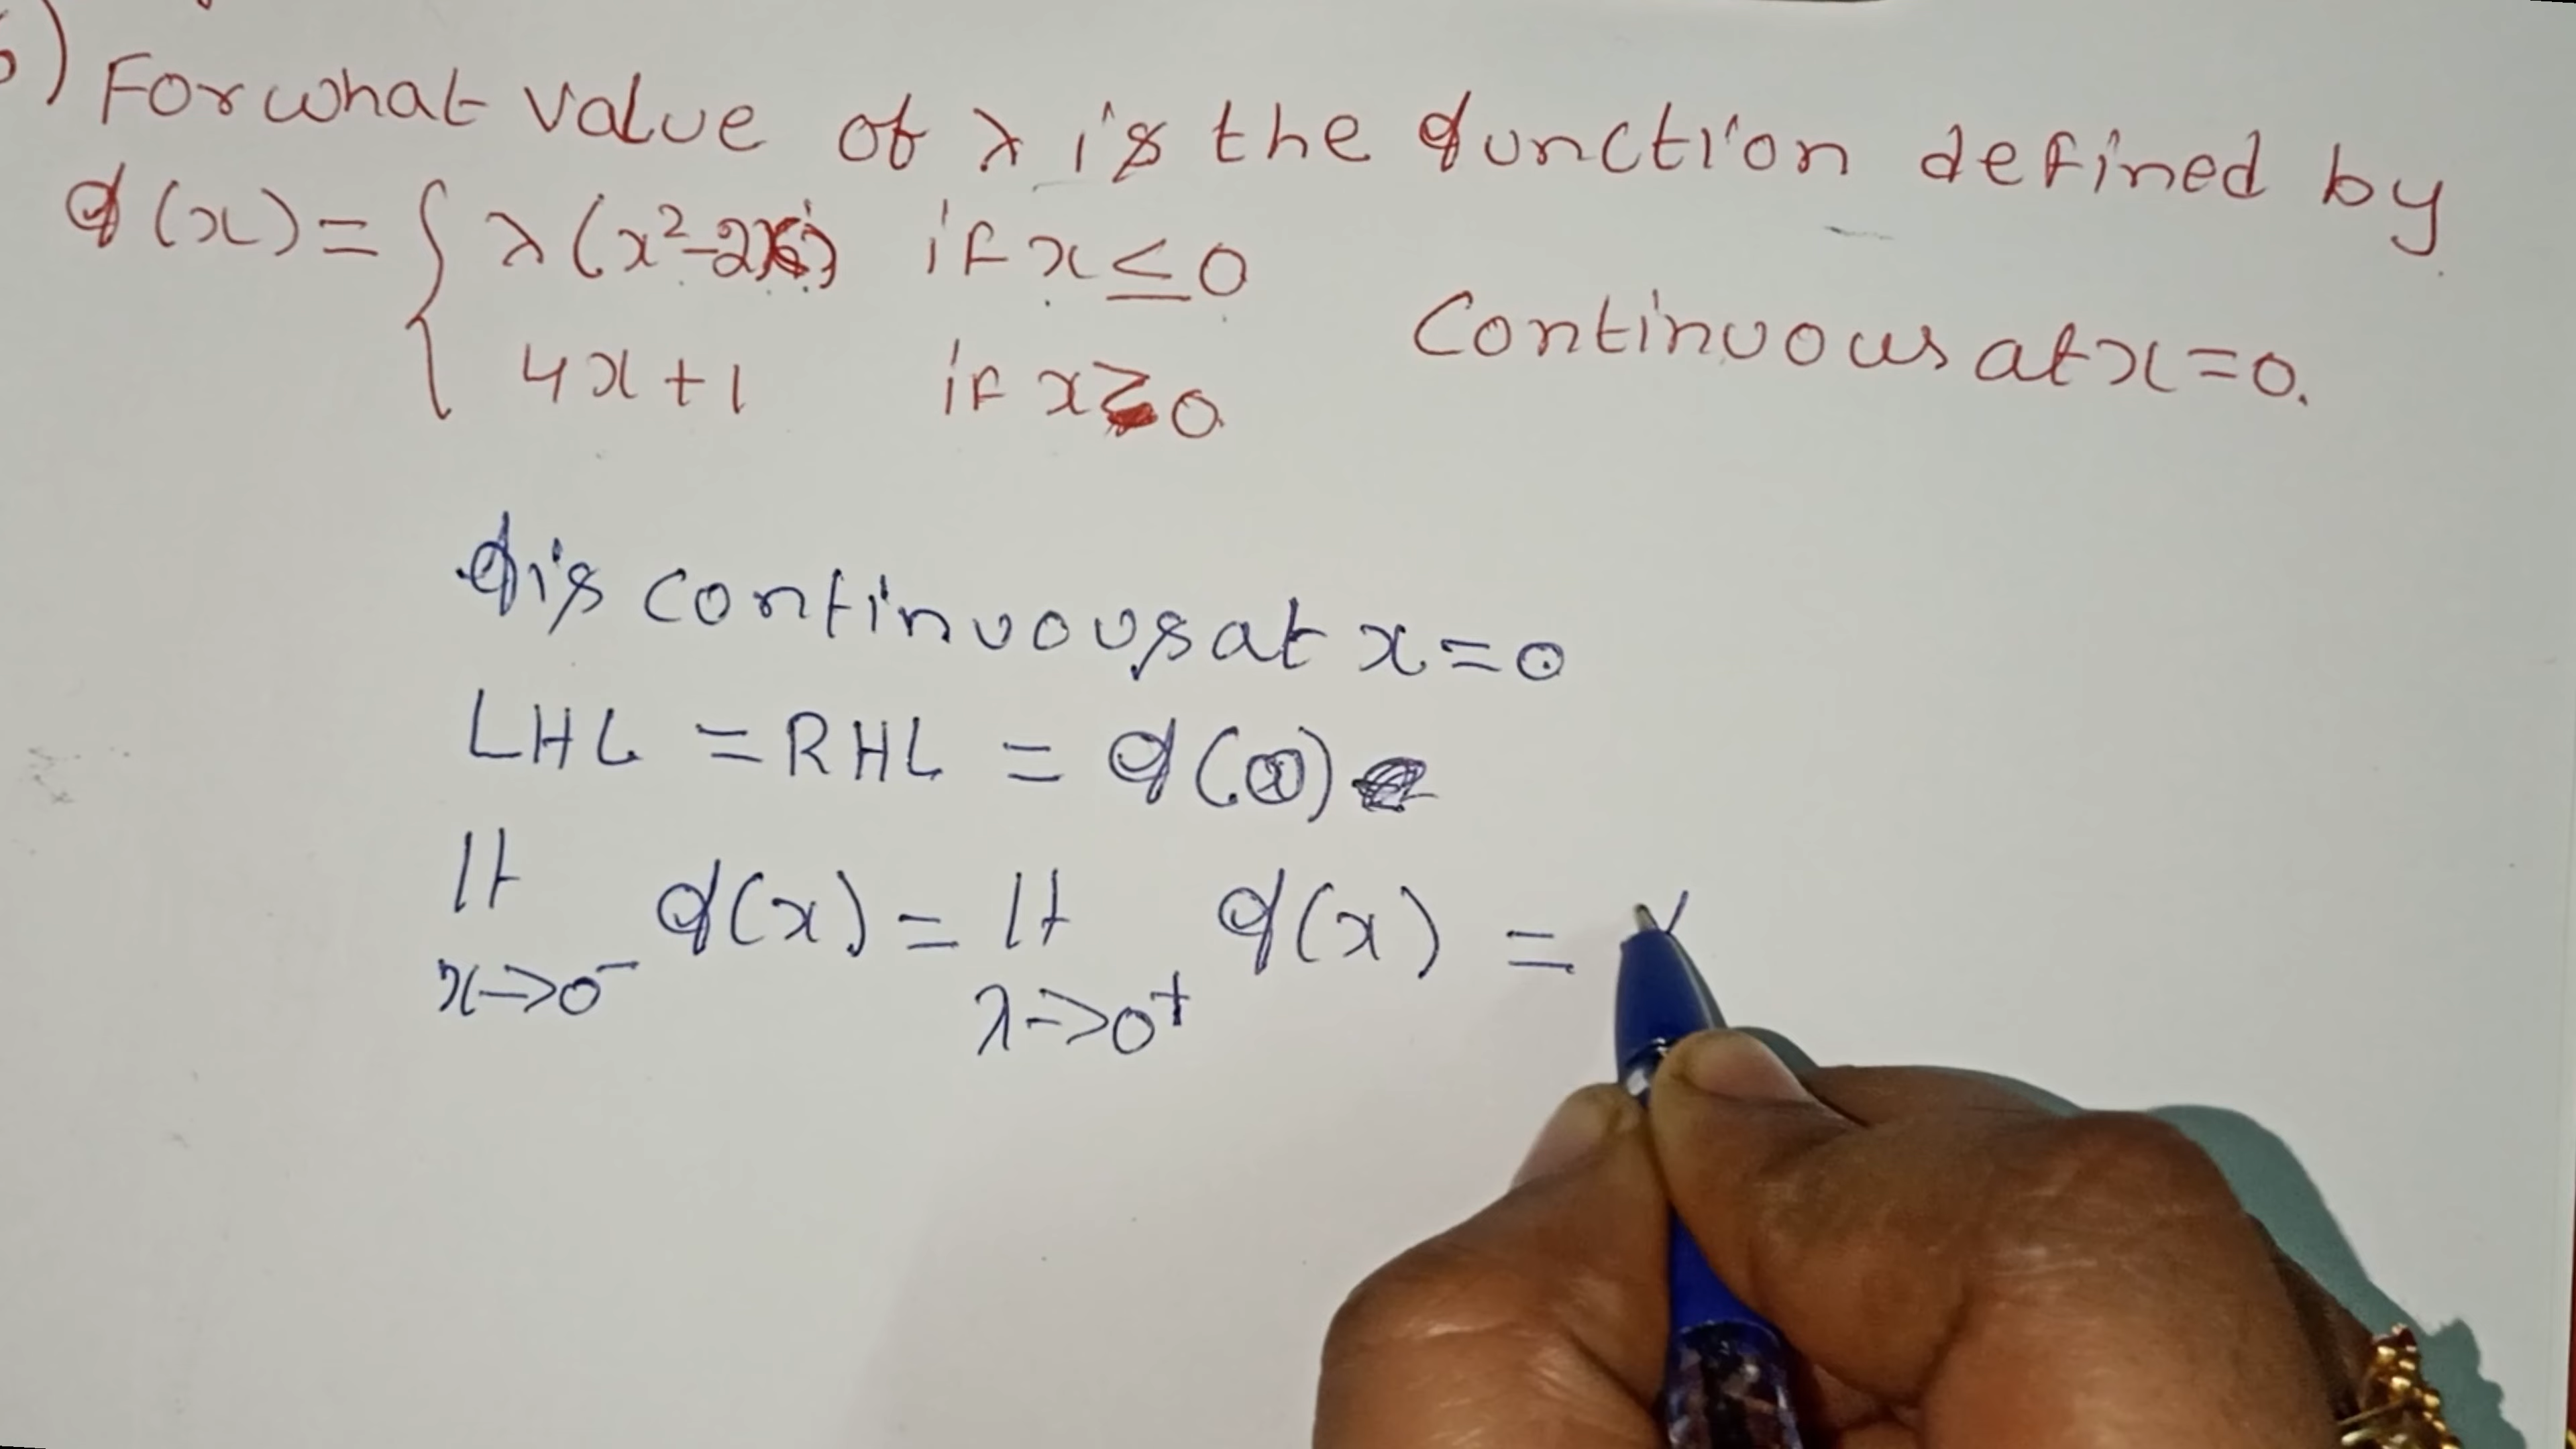 ) For what value of λ is the function defined by
f(x) = { λ(x²-2x) if x ≤ 0
4x+1 if x > 0
Continuous at x=0.
f is continuous at x=0
LHL = RHL = f(0)
lt f(x) = lt f(x) =
x→0⁻ x→0⁺